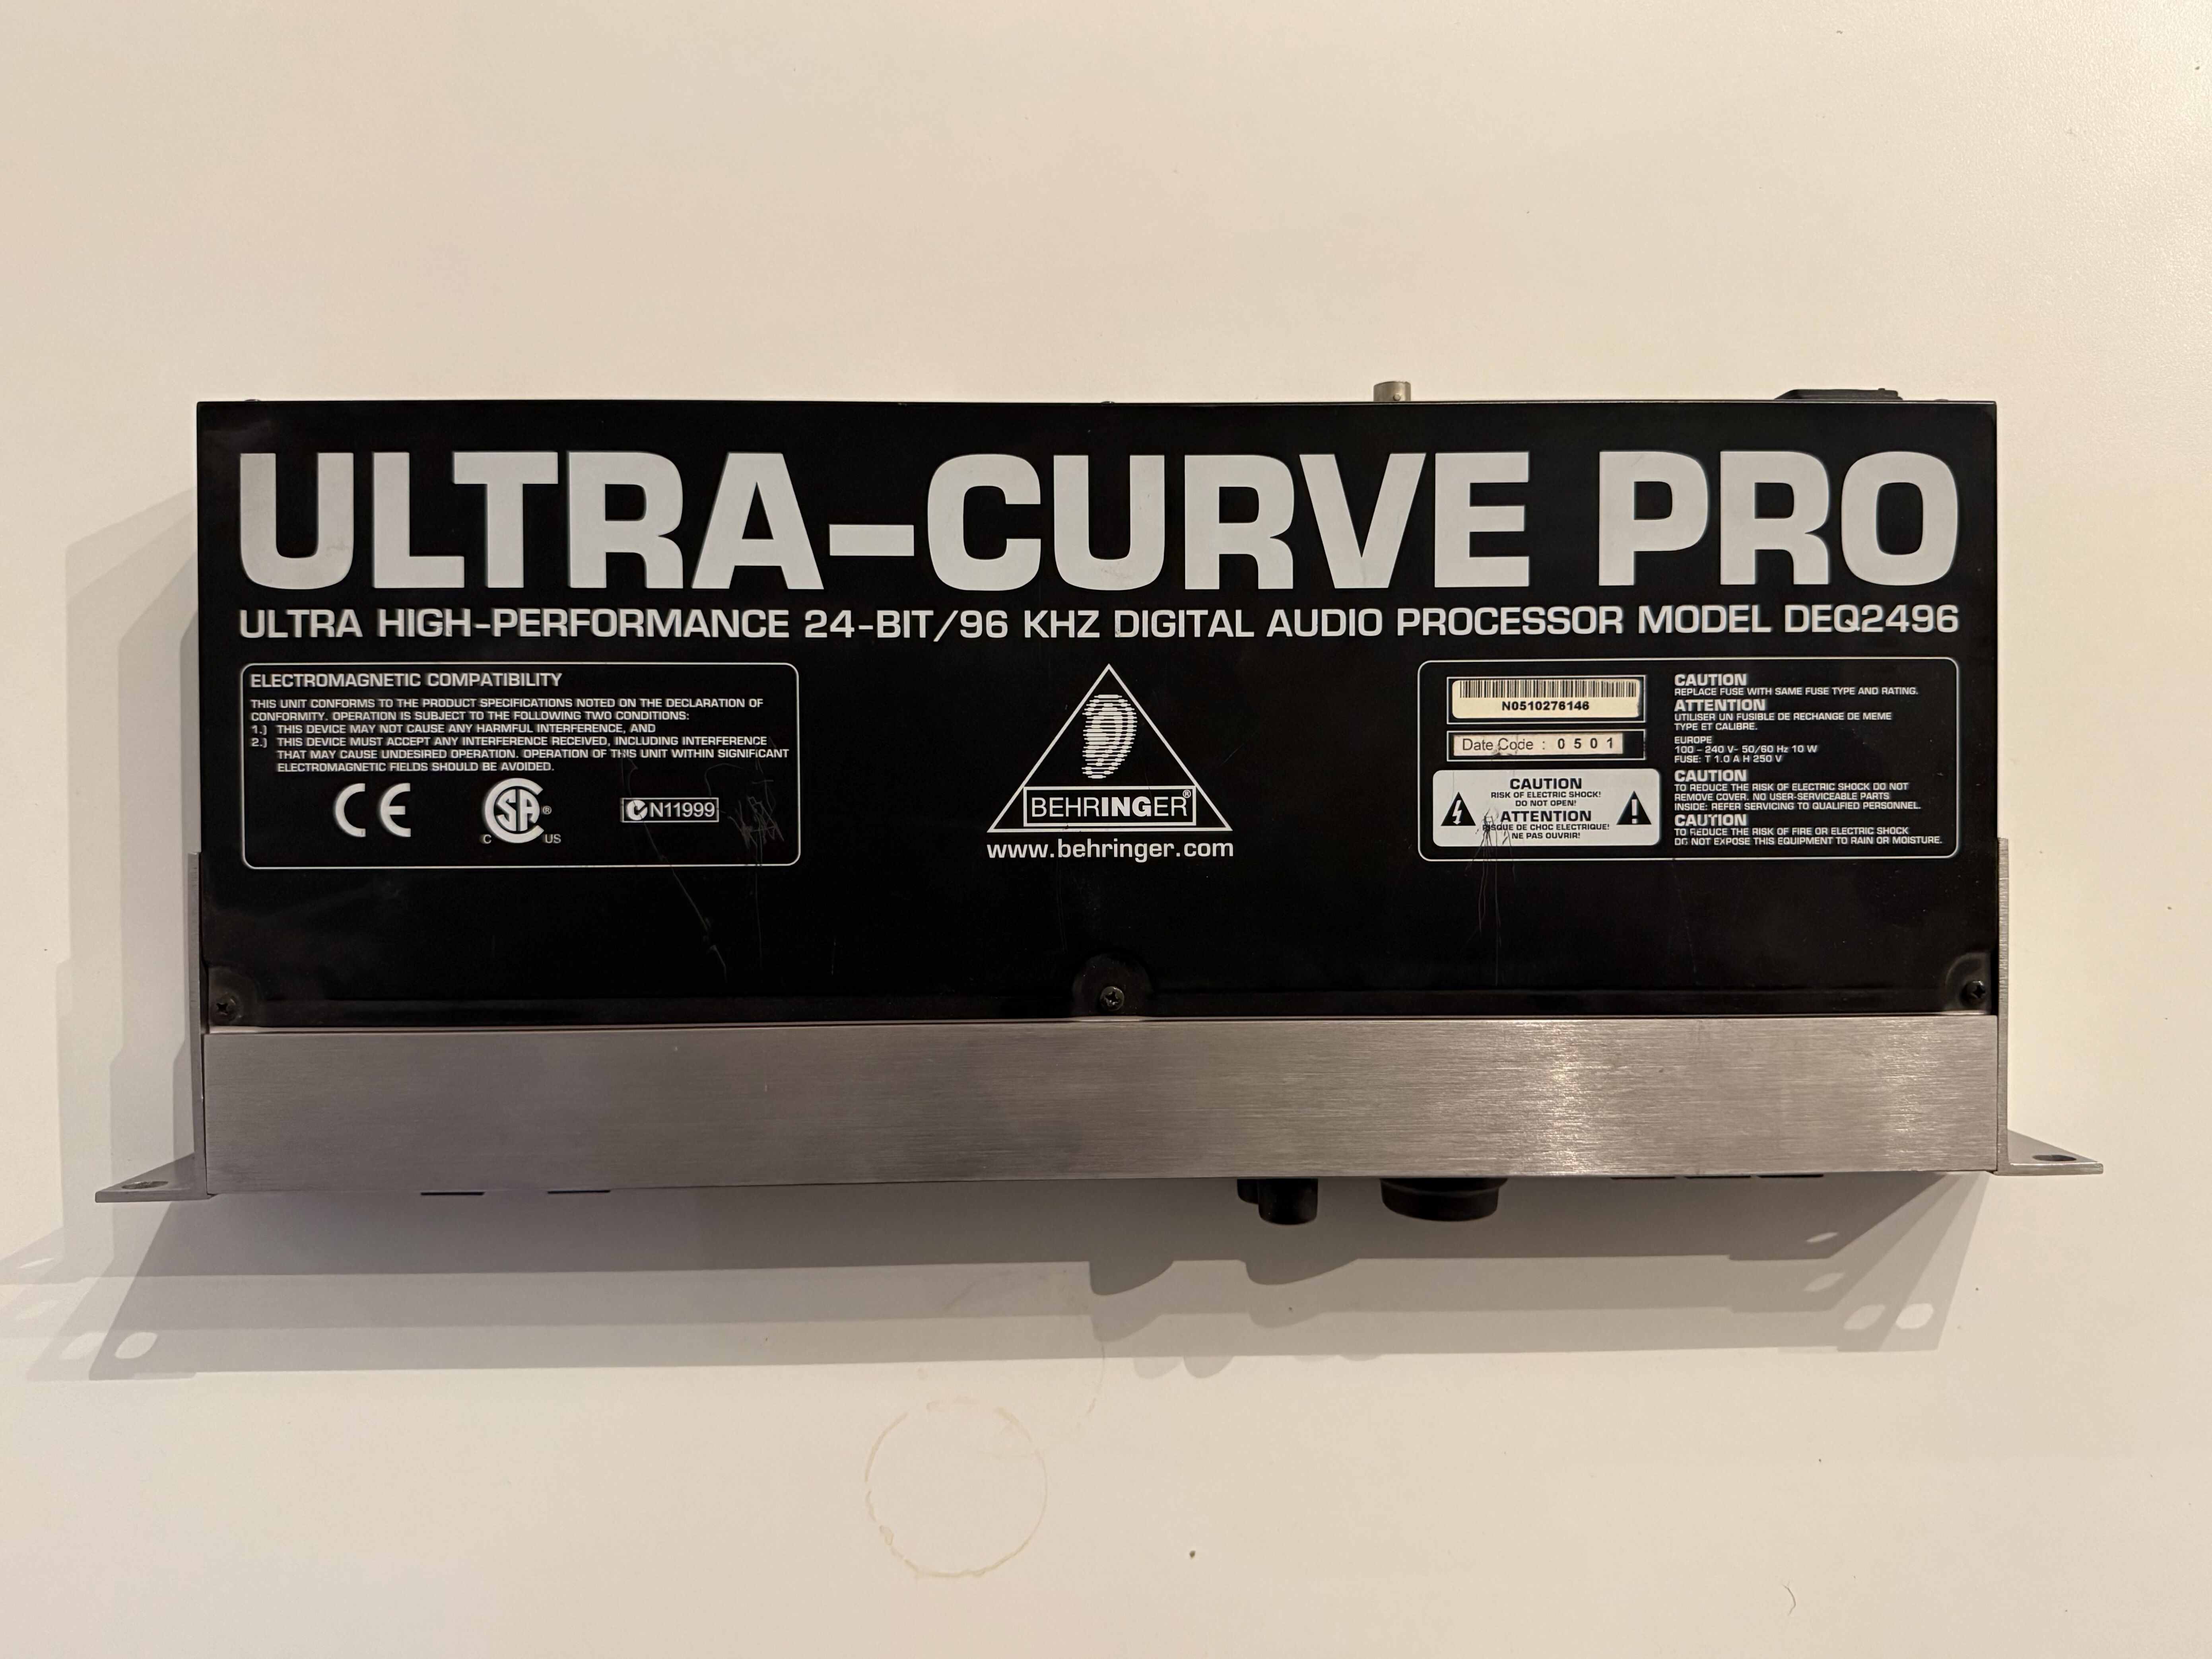 ULTRA-CURVE PRO
ULTRA HIGH-PERFORMANCE 24-BIT/96 KHZ DIGITAL AUDIO PROCESSOR MODEL DEQ2496
ELECTROMAGNETIC COMPATIBILITY
THIS UNIT CONFORMS TO THE PRODUCT SPECIFICATIONS NOTED ON THE DECLARATION OF
CONFORMITY. OPERATION IS SUBJECT TO THE FOLLOWING TWO CONDITIONS:
1.) THIS DEVICE MAY NOT CAUSE ANY HARMFUL INTERFERENCE, AND
2.) THIS DEVICE MUST ACCEPT ANY INTERFERENCE RECEIVED, INCLUDING INTERFERENCE
THAT MAY CAUSE UNDESIRED OPERATION. OPERATION OF THIS UNIT WITHIN SIGNIFICANT
ELECTROMAGNETIC FIELDS SHOULD BE AVOIDED.
CE
C SA® US
N11999
BEHRINGER®
www.behringer.com
N0510276146
Date Code : 0501
CAUTION
RISK OF ELECTRIC SHOCK!
DO NOT OPEN!
ATTENTION
RISQUE DE CHOC ELECTRIQUE!
NE PAS OUVRIR!
CAUTION
REPLACE FUSE WITH SAME FUSE TYPE AND RATING.
ATTENTION
UTILISER UN FUSIBLE DE RECHANGE DE MEME
TYPE ET CALIBRE.
EUROPE
100 – 240 V~ 50/60 Hz 10 W
FUSE: T 1.0 A H 250 V
CAUTION
TO REDUCE THE RISK OF ELECTRIC SHOCK DO NOT
REMOVE COVER. NO USER-SERVICEABLE PARTS
INSIDE: REFER SERVICING TO QUALIFIED PERSONNEL.
CAUTION
TO REDUCE THE RISK OF FIRE OR ELECTRIC SHOCK
DO NOT EXPOSE THIS EQUIPMENT TO RAIN OR MOISTURE.